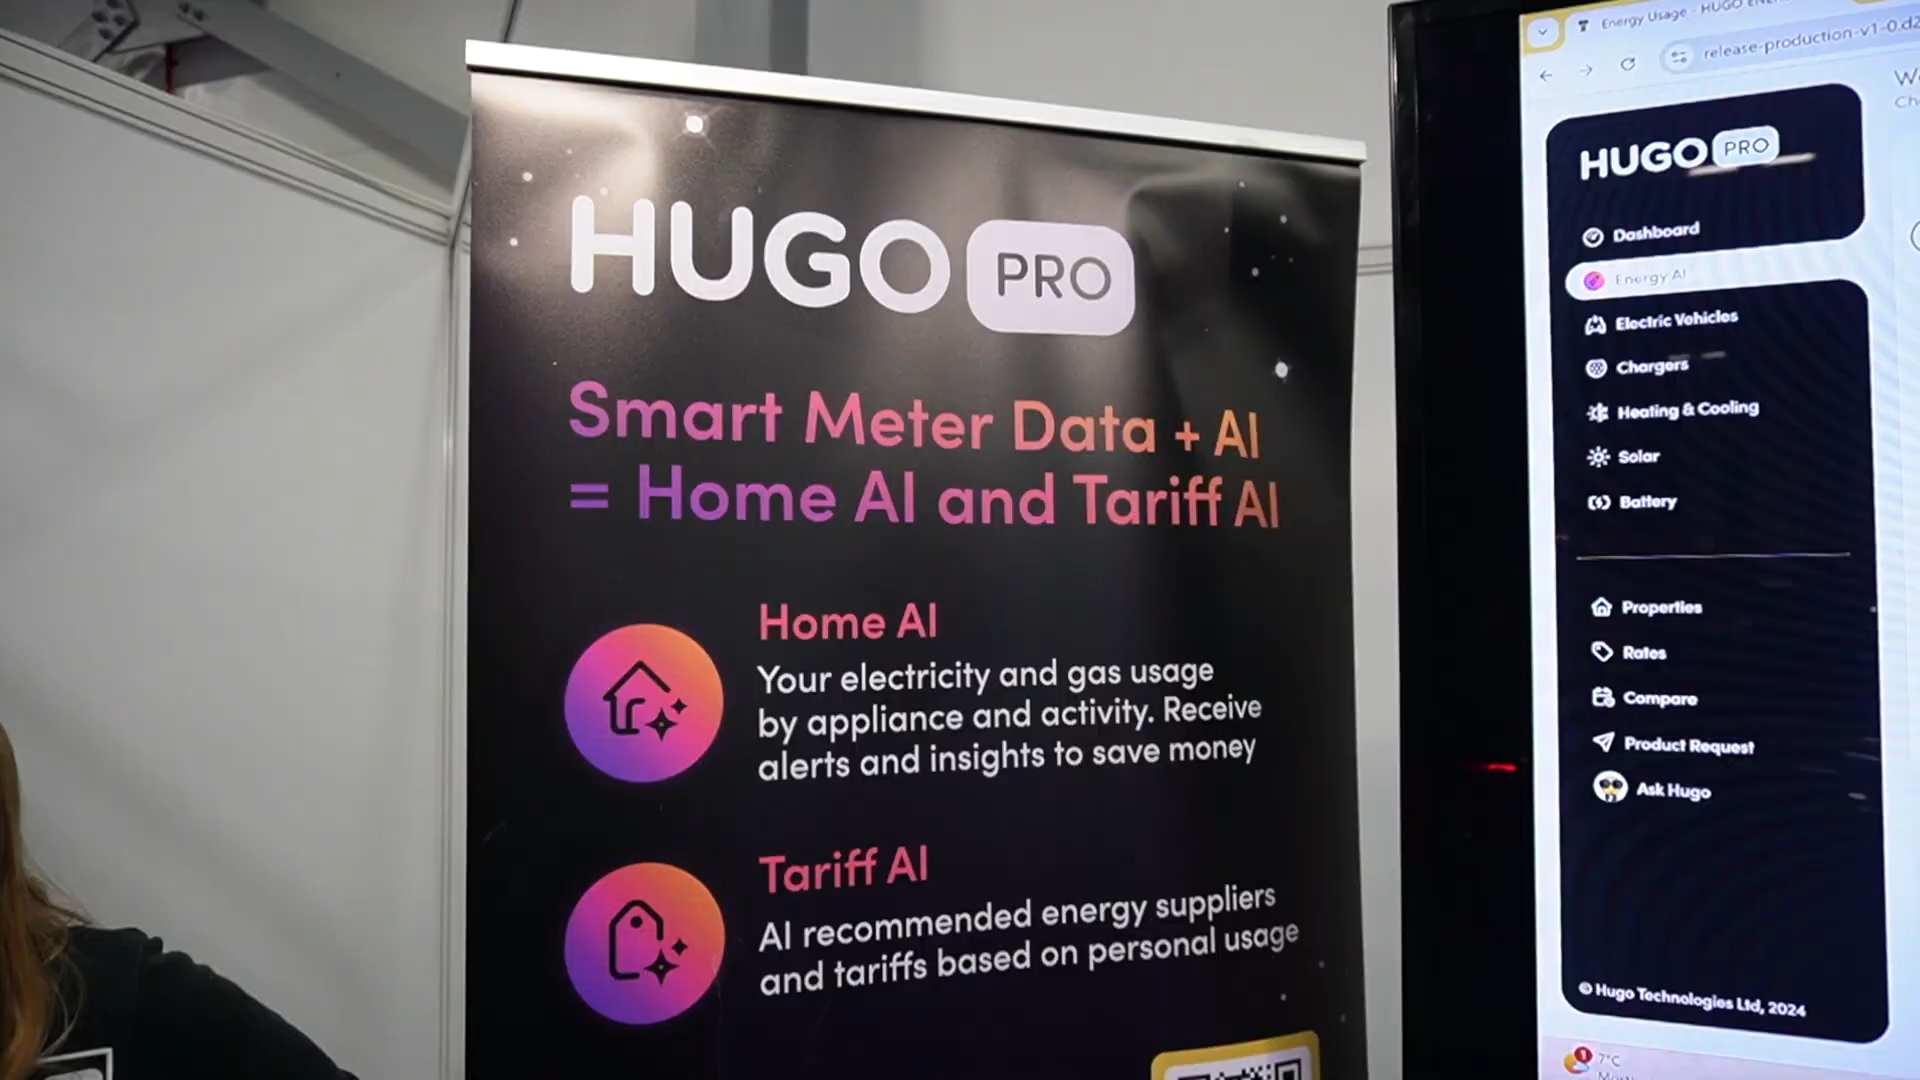 HUGO PRO
Smart Meter Data + AI
= Home AI and Tariff AI
Home AI
Your electricity and gas usage
by appliance and activity. Receive
alerts and insights to save money
Tariff AI
AI recommended energy suppliers
and tariffs based on personal usage
Energy Usage - HUGO
release-production-v1-0.d2
HUGO PRO
Dashboard
Energy AI
Electric Vehicles
Chargers
Heating & Cooling
Solar
Battery
Properties
Rates
Compare
Product Request
Ask Hugo
© Hugo Technologies Ltd, 2024
1
7°C